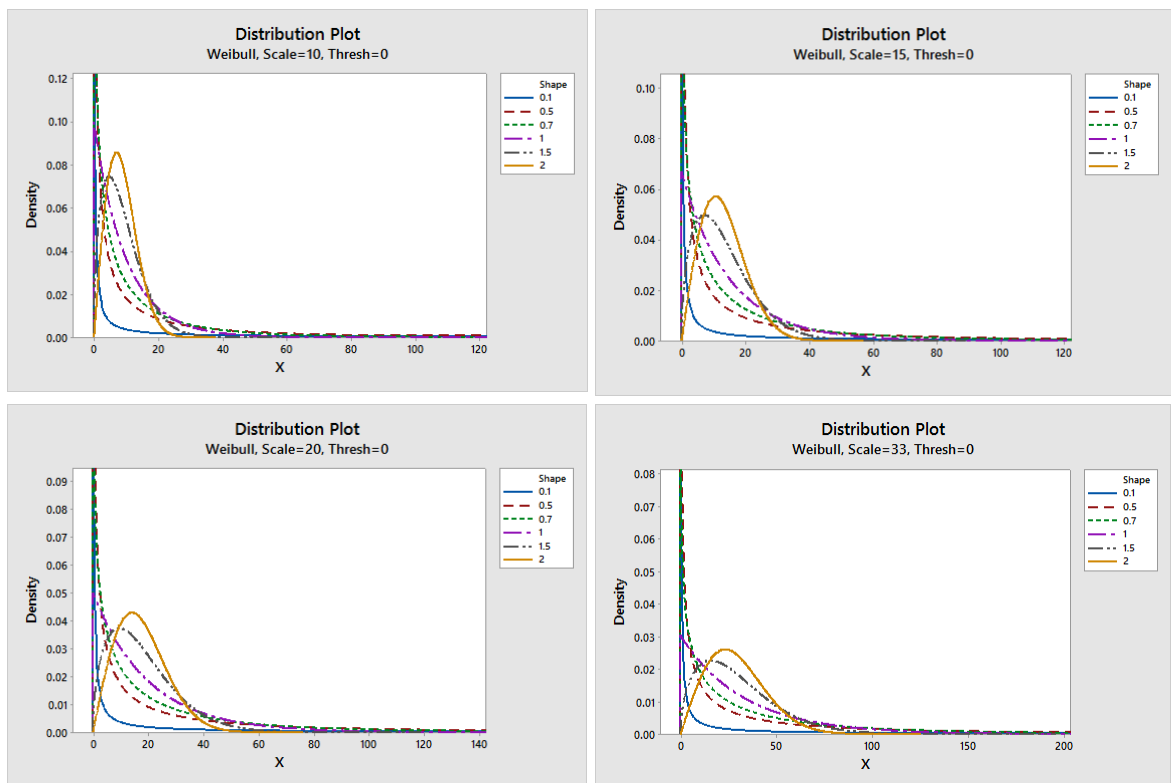 Distribution Plot
Weibull, Scale=10, Thresh=0
0.12
0.10
0.08
0.06
0.04
0.02
0.00
Density
0 20 40 60 80 100 120
X
Shape
0.1
0.5
0.7
1
1.5
2
Distribution Plot
Weibull, Scale=15, Thresh=0
0.10
0.08
0.06
0.04
0.02
0.00
Density
0 20 40 60 80 100 120
X
Shape
0.1
0.5
0.7
1
1.5
2
Distribution Plot
Weibull, Scale=20, Thresh=0
0.09
0.08
0.07
0.06
0.05
0.04
0.03
0.02
0.01
0.00
Density
0 20 40 60 80 100 120 140
X
Shape
0.1
0.5
0.7
1
1.5
2
Distribution Plot
Weibull, Scale=33, Thresh=0
0.08
0.07
0.06
0.05
0.04
0.03
0.02
0.01
0.00
Density
0 50 100 150 200
X
Shape
0.1
0.5
0.7
1
1.5
2